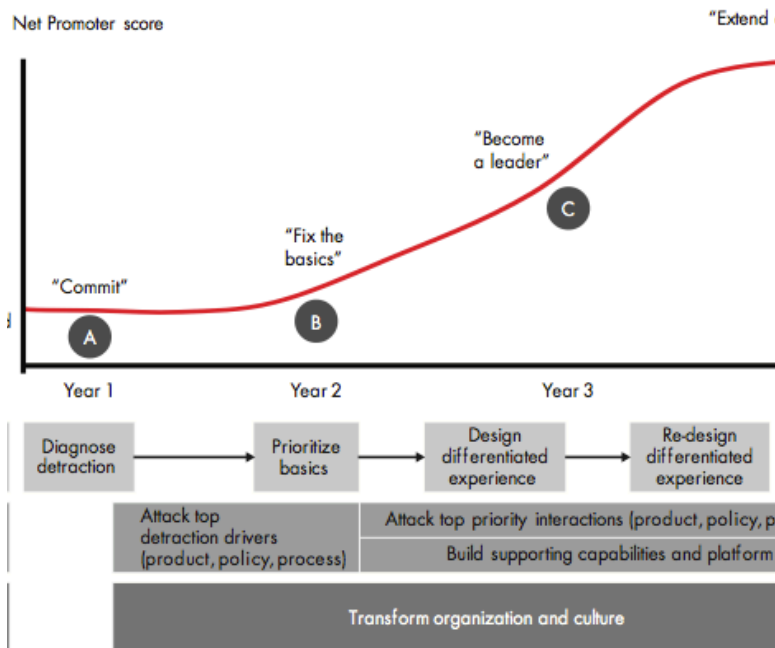 Net Promoter score
“Extend
“Become
a leader”
C
“Fix the
basics”
B
“Commit”
A
Year 1
Year 2
Year 3
Diagnose
detraction
Prioritize
basics
Design
differentiated
experience
Re-design
differentiated
experience
Attack top
detraction drivers
(product, policy, process)
Attack top priority interactions (product, policy, p
Build supporting capabilities and platform
Transform organization and culture